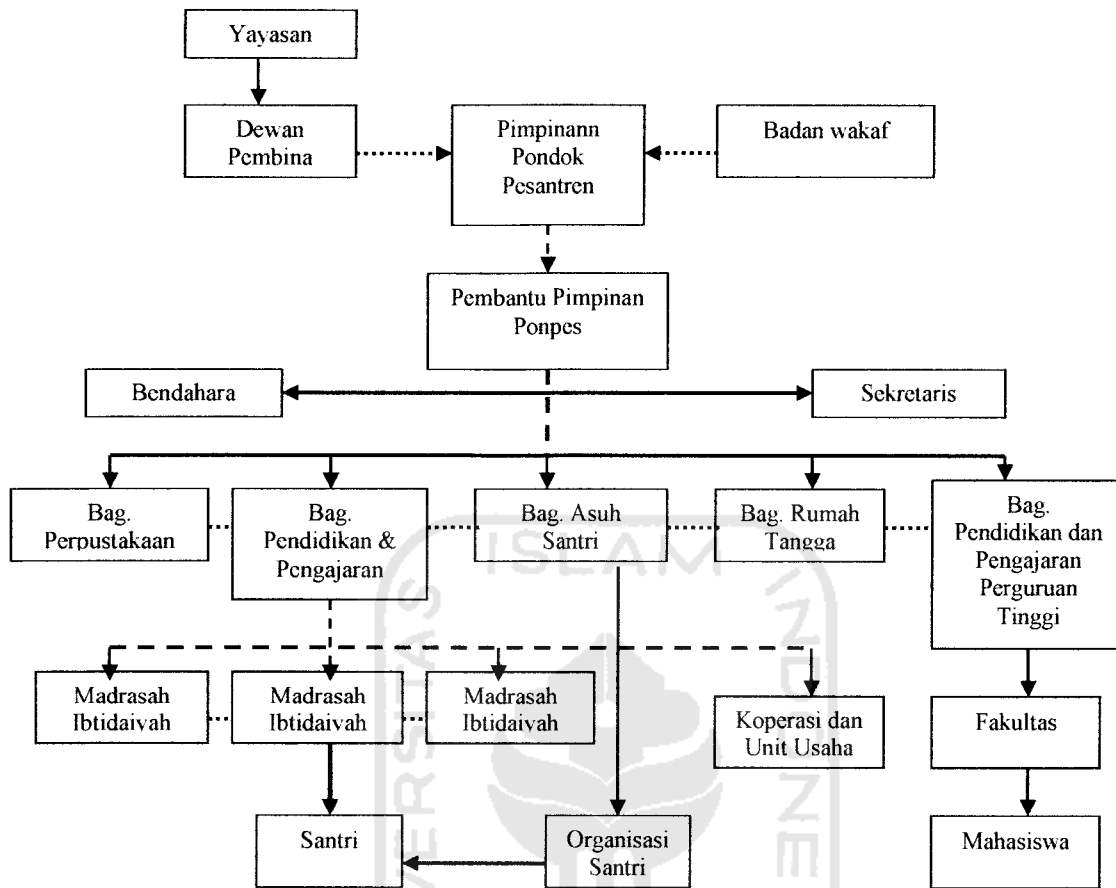 Yayasan
Dewan
Pembina
Pimpinann
Pondok
Pesantren
Badan wakaf
Pembantu Pimpinan
Ponpes
Bendahara
Sekretaris
Bag.
Perpustakaan
Bag.
Pendidikan &
Pengajaran
Bag. Asuh
Santri
Bag. Rumah
Tangga
Bag.
Pendidikan dan
Pengajaran
Perguruan
Tinggi
Madrasah
Ibtidaiyah
Madrasah
Ibtidaiyah
Madrasah
Ibtidaiyah
Koperasi dan
Unit Usaha
Fakultas
Santri
Organisasi
Santri
Mahasiswa
ISLAM
VERSITAS
INDONE